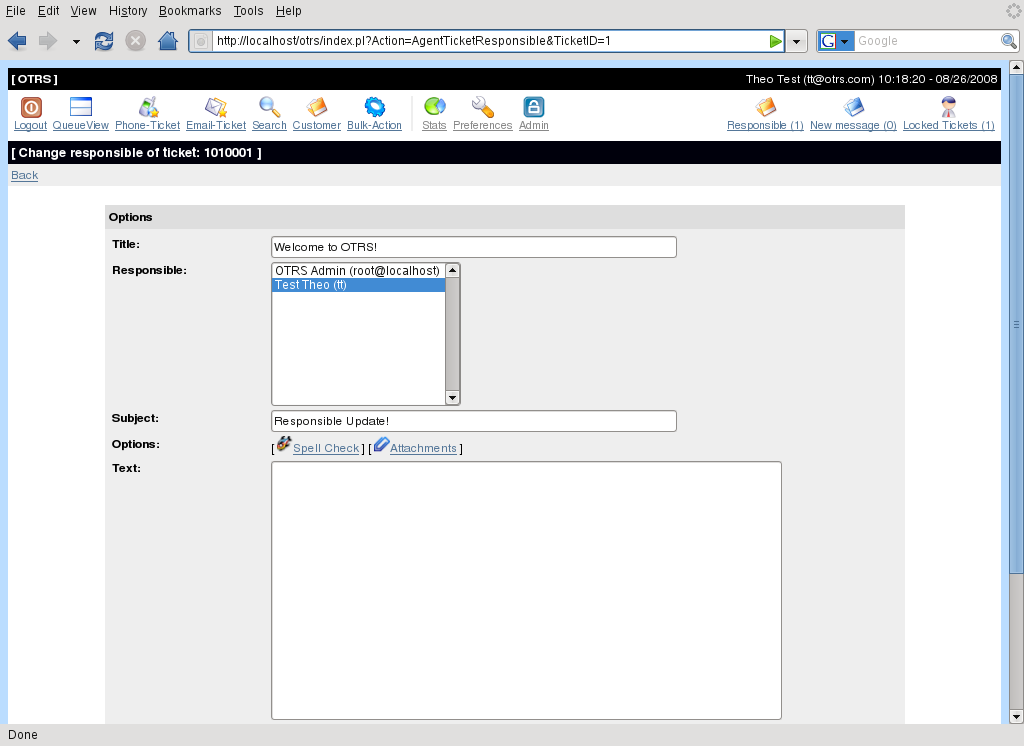 File Edit View History Bookmarks Tools Help
http://localhost/otrs/index.pl?Action=AgentTicketResponsible&TicketID=1
G Google
[ OTRS ] Theo Test (tt@otrs.com) 10:18:20 - 08/26/2008
Logout QueueView Phone-Ticket Email-Ticket Search Customer Bulk-Action Stats Preferences Admin Responsible (1) New message (0) Locked Tickets (1)
[ Change responsible of ticket: 1010001 ]
Back
Options
Title: Welcome to OTRS!
Responsible: OTRS Admin (root@localhost)
Test Theo (tt)
Subject: Responsible Update!
Options: [ Spell Check ] [ Attachments ]
Text:
Done